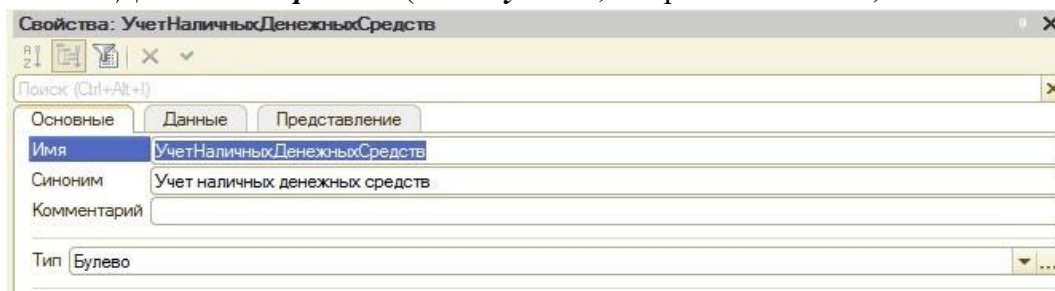 Свойства: УчетНаличныхДенежныхСредств
Поиск (Ctrl+Alt+!)
Основные Данные Представление
Имя УчетНаличныхДенежныхСредств
Синоним Учет наличных денежных средств
Комментарий
Тип Булево